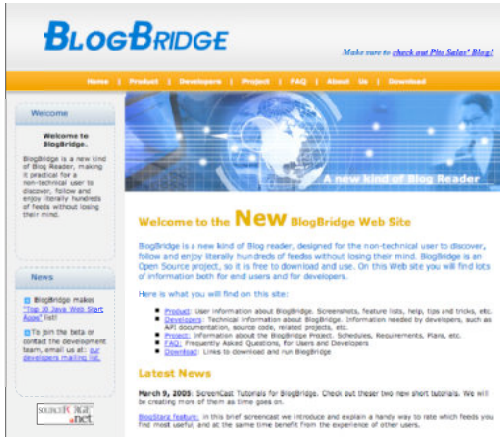 BLOGBRIDGE
Make sure to check out Pito Salas' Blog!
Home | Product | Developers | Project | FAQ | About Us | Download
Welcome
Welcome to
BlogBridge.
BlogBridge is a new kind
of Blog Reader, making
it practical for a
non-technical user to
discover, follow and
enjoy literally hundreds
of feeds without losing
their mind.
News
BlogBridge makes
"Top 10 Java Web Start
Apps" list!
To join the beta or
contact the development
team, email us at: our
developers mailing list.
SOURCEFORGE
.net
A new kind of Blog Reader
Welcome to the New BlogBridge Web Site
BlogBridge is a new kind of Blog reader, designed for the non-technical user to discover,
follow and enjoy literally hundreds of feeds without losing their mind. BlogBridge is an
Open Source project, so it is free to download and use. On this Web site you will find lots
of information both for end users and for developers.
Here is what you will find on this site:
Product: User information about BlogBridge. Screenshots, feature lists, help, tips and tricks, etc.
Developers: Technical information about BlogBridge. Information needed by developers, such as
API documentation, source code, related projects, etc.
Project: Information about the BlogBridge Project. Schedules, Requirements, Plans, etc.
FAQ: Frequently Asked Questions, for Users and Developers
Download: Links to download and run BlogBridge
Latest News
March 9, 2005: ScreenCast Tutorials for BlogBridge. Check out theser two new short tutorials. We will
be creating more of them as time goes on.
BlogStarz feature: in this brief screencast we introduce and explain a handy way to rate which feeds you
find most useful, and at the same time benefit from the experience of other users.